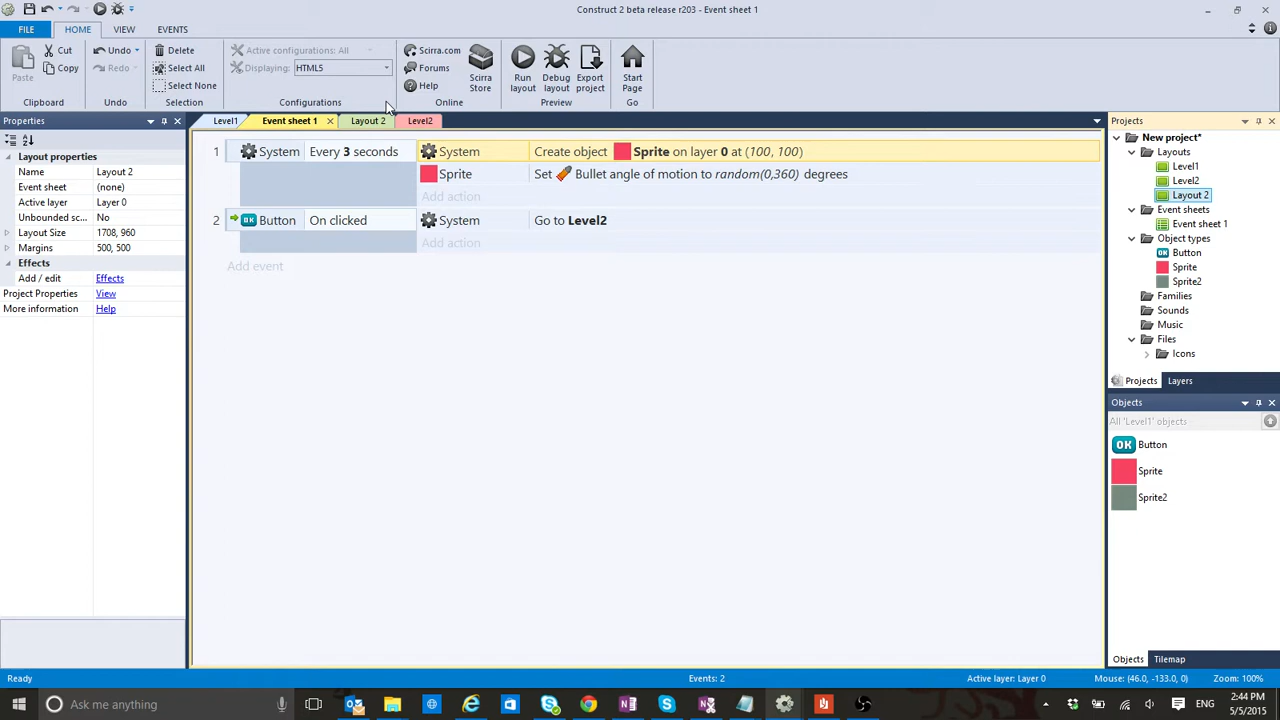 Construct 2 beta release r203 - Event sheet 1
FILE HOME VIEW EVENTS
Paste Cut Copy
Undo Redo
Delete Select All Select None
Active configurations: All
Displaying: HTML5
Scirra.com Forums Help
Scirra Store
Run layout
Debug Layout
Export project
Start Page
Clipboard Undo Selection Configurations Online Preview Go
Properties
Layout properties
Name Layout 2
Event sheet (none)
Active layer Layer 0
Unbounded sc... No
Layout Size 1708, 960
Margins 500, 500
Effects
Add / edit Effects
Project Properties View
More information Help
Level1 Event sheet 1 Layout 2 Level2
1 System Every 3 seconds System Create object Sprite on layer 0 at (100, 100)
Sprite Set Bullet angle of motion to random(0,360) degrees
Add action
2 OK Button On clicked System Go to Level2
Add action
Add event
Projects
New project*
Layouts
Level1
Level2
Layout 2
Event sheets
Event sheet 1
Object types
Button
Sprite
Sprite2
Families
Sounds
Music
Files
Icons
Projects Layers
Objects
All 'Level1' objects
OK Button
Sprite
Sprite2
Objects Tilemap
Ready Events: 2 Active layer: Layer 0 Mouse: (46.0, -133.0, 0) Zoom: 100%
Ask me anything
ENG
2:44 PM
5/5/2015